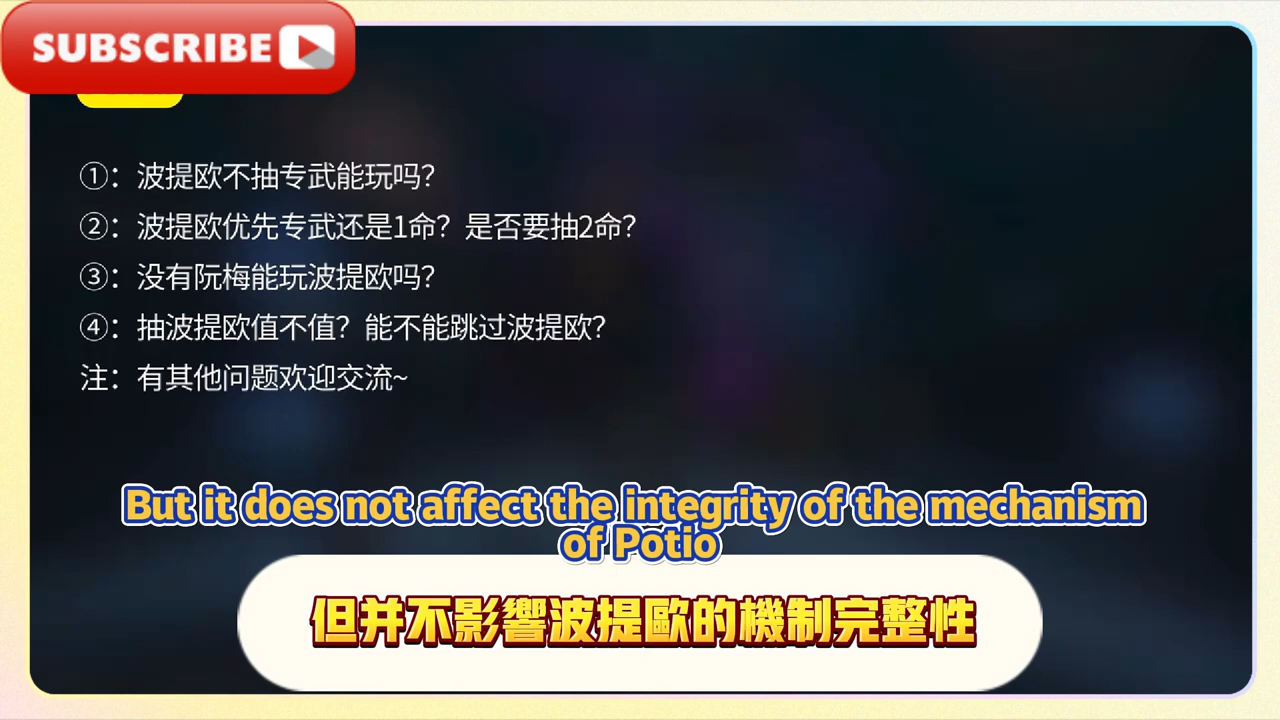 SUBSCRIBE
①：波提欧不抽专武能玩吗？
②：波提欧优先专武还是1命？是否要抽2命？
③：没有阮梅能玩波提欧吗？
④：抽波提欧值不值？能不能跳过波提欧？
注：有其他问题欢迎交流~
But it does not affect the integrity of the mechanism
of Potio
但并不影響波提歐的機制完整性